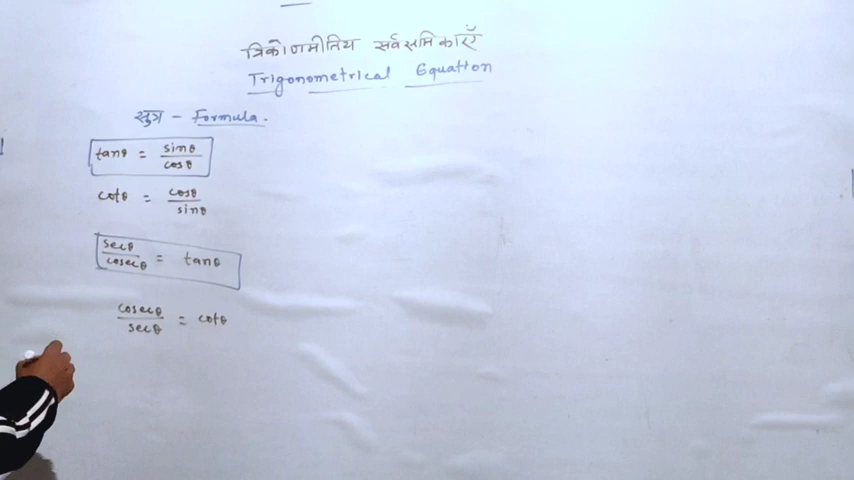 त्रिकोणमीतिय सर्वसमिकाएँ
Trigonometrical Equation
सुत्र - Formula.
tanθ = sinθ/cosθ
cotθ = cosθ/sinθ
secθ/cosecθ = tanθ
cosecθ/secθ = cotθ